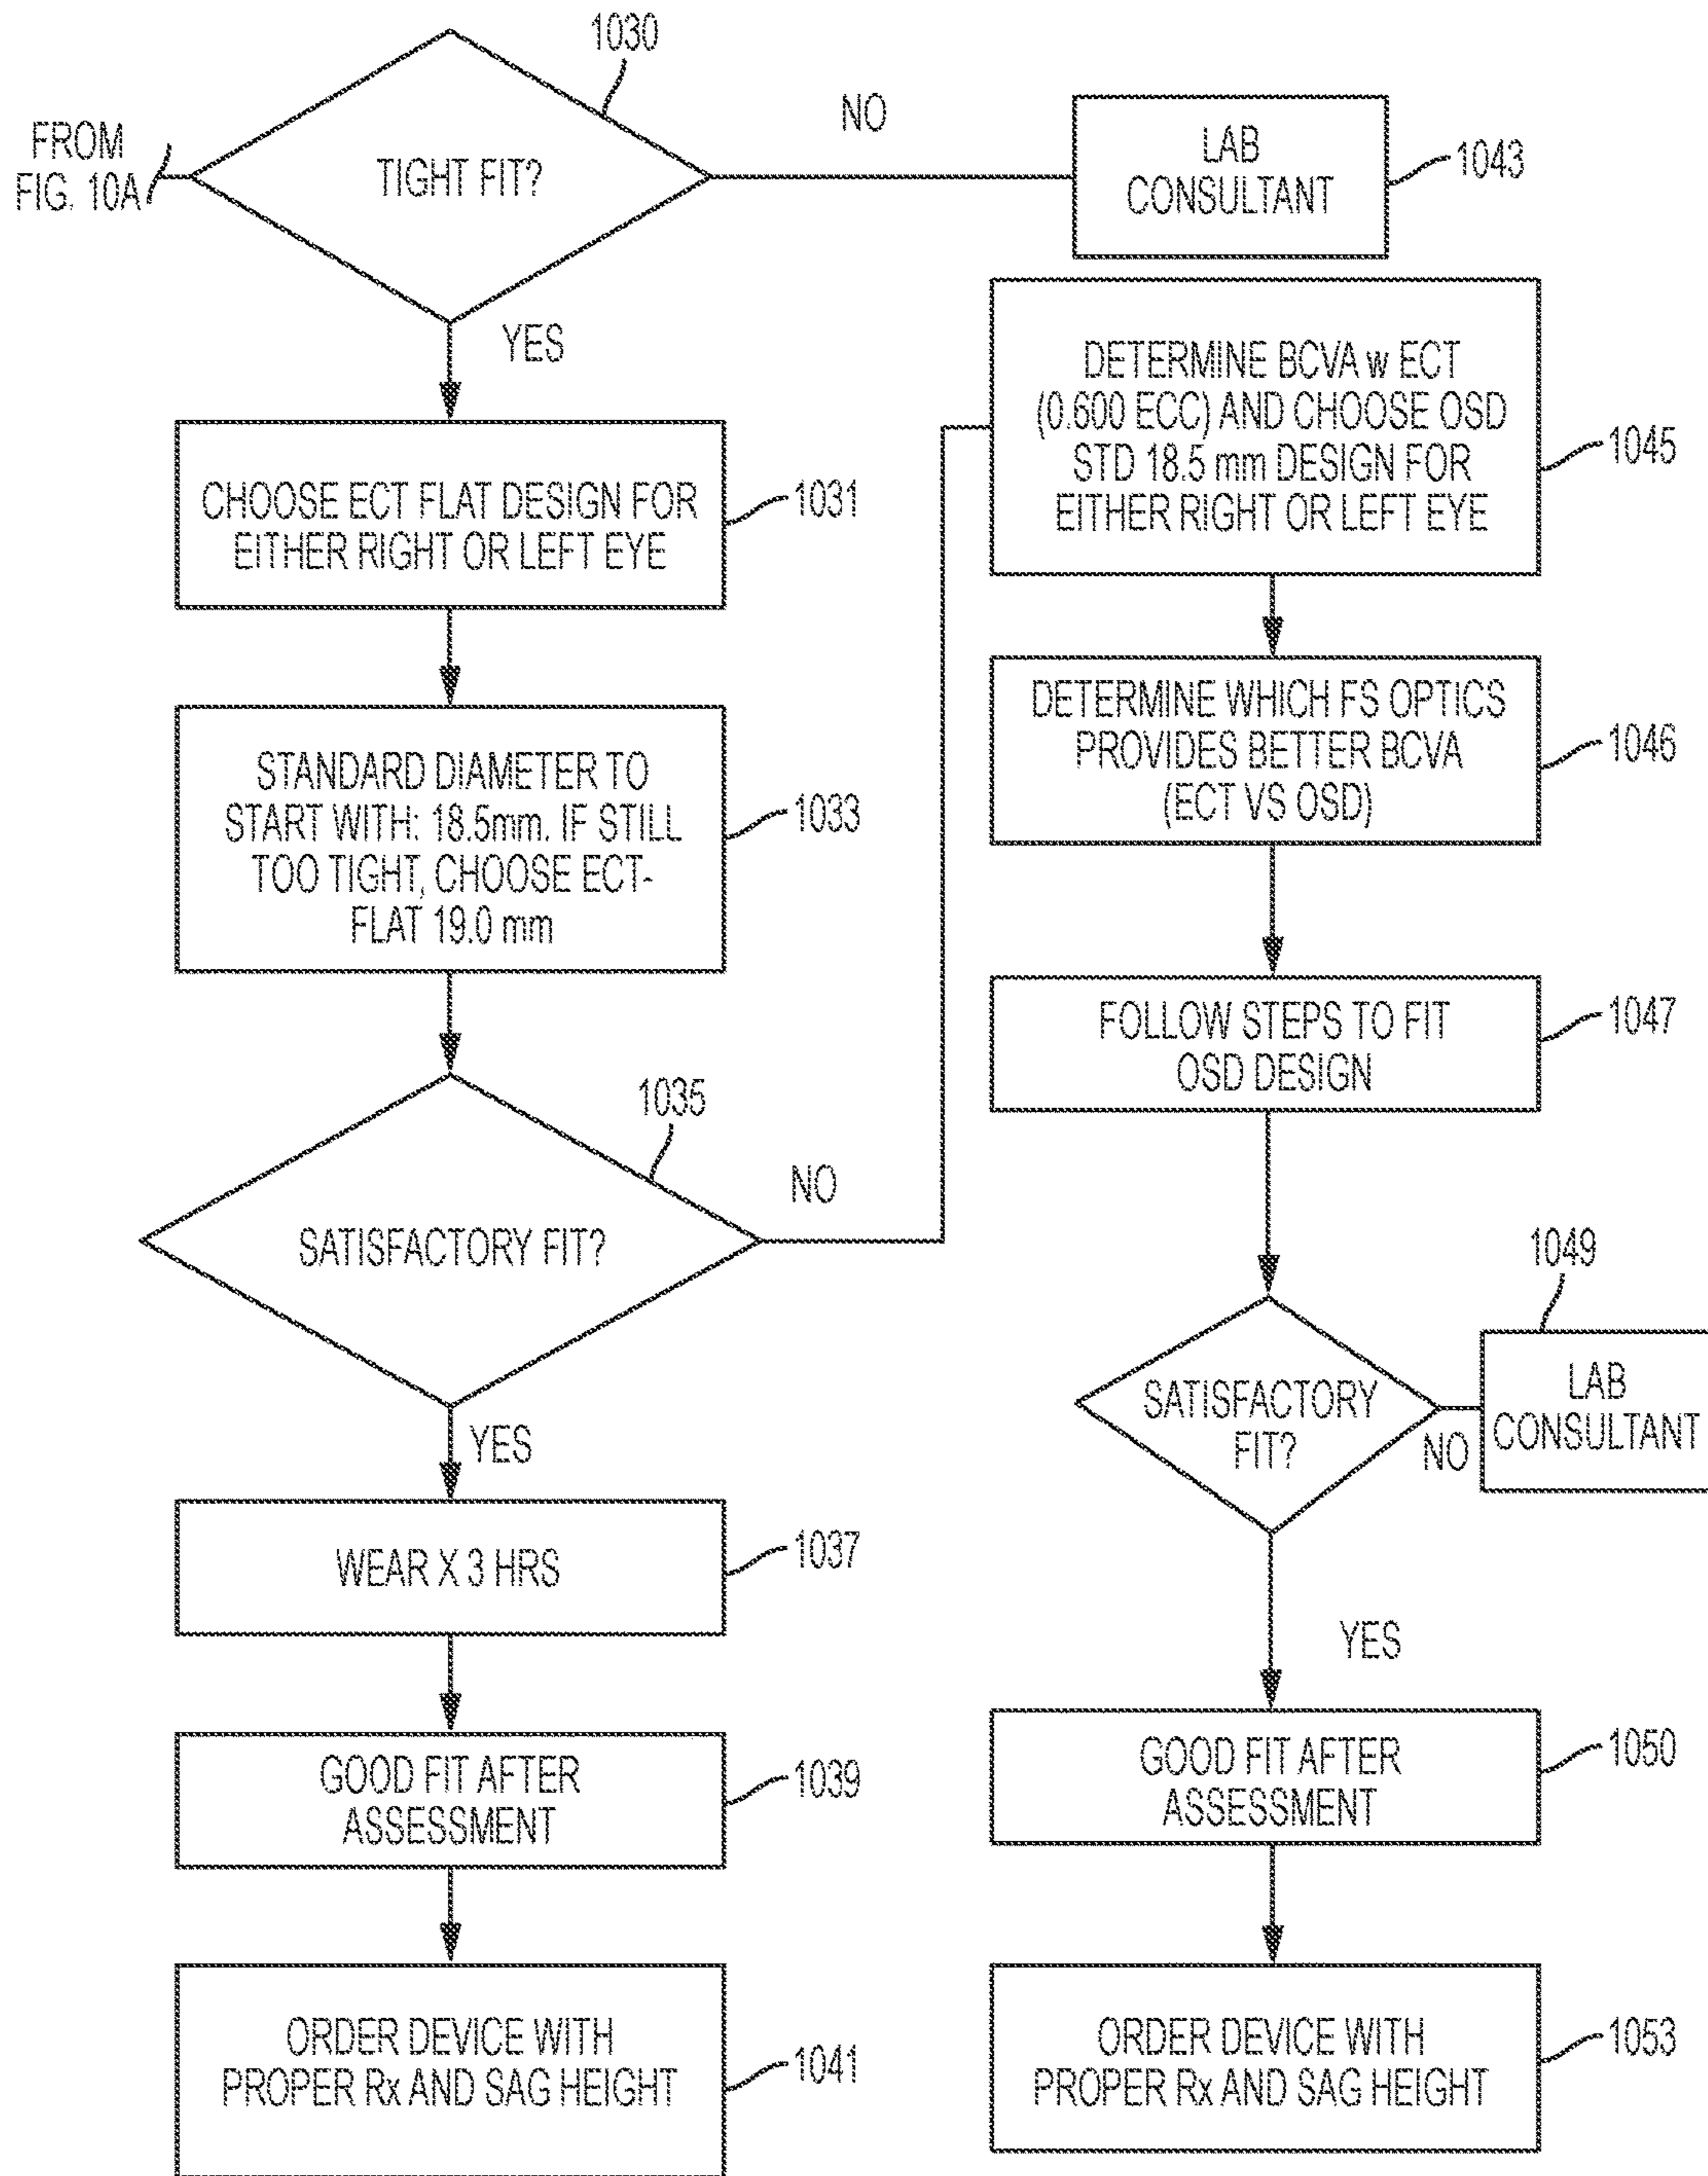 1030
FROM
FIG. 10A
TIGHT FIT?
NO
LAB
CONSULTANT
1043
YES
CHOOSE ECT FLAT DESIGN FOR
EITHER RIGHT OR LEFT EYE
1031
STANDARD DIAMETER TO
START WITH: 18.5mm. IF STILL
TOO TIGHT, CHOOSE ECT-
FLAT 19.0 mm
1033
1035
SATISFACTORY FIT?
NO
YES
WEAR X 3 HRS
1037
GOOD FIT AFTER
ASSESSMENT
1039
ORDER DEVICE WITH
PROPER Rx AND SAG HEIGHT
1041
DETERMINE BCVA w ECT
(0.600 ECC) AND CHOOSE OSD
STD 18.5 mm DESIGN FOR
EITHER RIGHT OR LEFT EYE
1045
DETERMINE WHICH FS OPTICS
PROVIDES BETTER BCVA
(ECT VS OSD)
1046
FOLLOW STEPS TO FIT
OSD DESIGN
1047
SATISFACTORY
FIT?
NO
1049
LAB
CONSULTANT
YES
GOOD FIT AFTER
ASSESSMENT
1050
ORDER DEVICE WITH
PROPER Rx AND SAG HEIGHT
1053